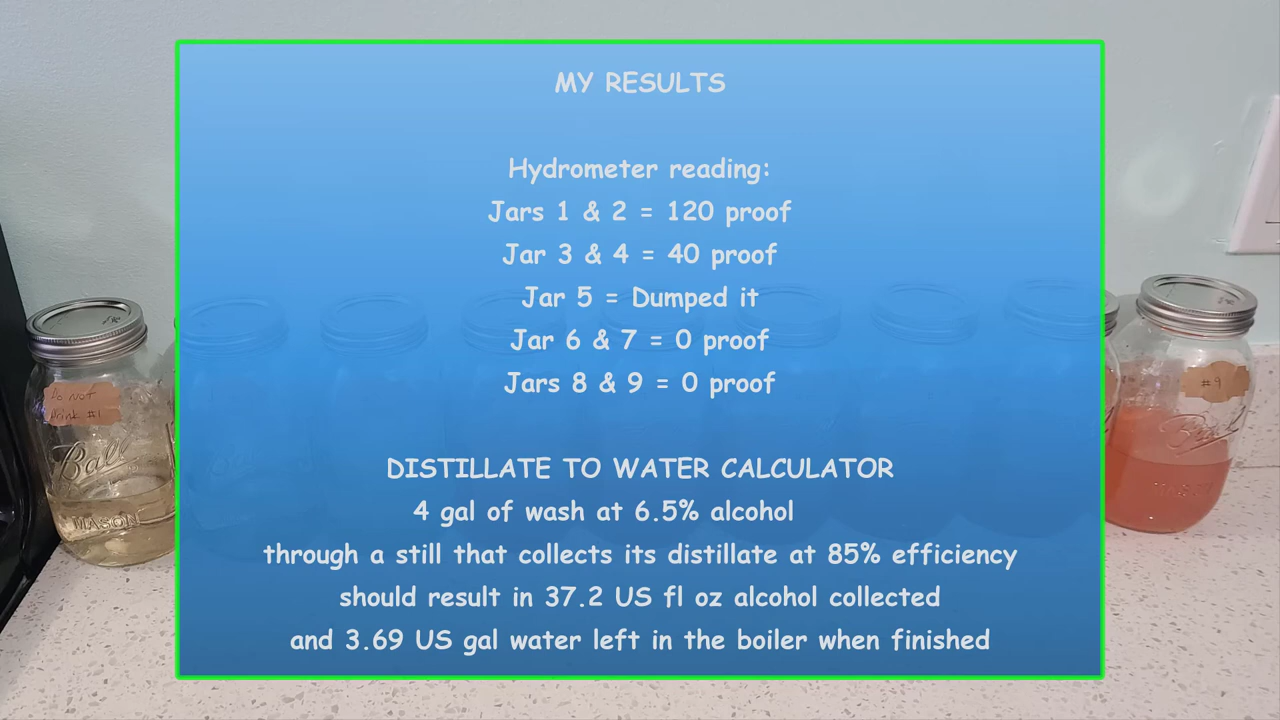 MY RESULTS
Hydrometer reading:
Jars 1 & 2 = 120 proof
Jar 3 & 4 = 40 proof
Jar 5 = Dumped it
Jar 6 & 7 = 0 proof
Jars 8 & 9 = 0 proof
DISTILLATE TO WATER CALCULATOR
4 gal of wash at 6.5% alcohol
through a still that collects its distillate at 85% efficiency
should result in 37.2 US fl oz alcohol collected
and 3.69 US gal water left in the boiler when finished
Do Not
Drink #1
Ball
MASON
#9
Ball
MASON